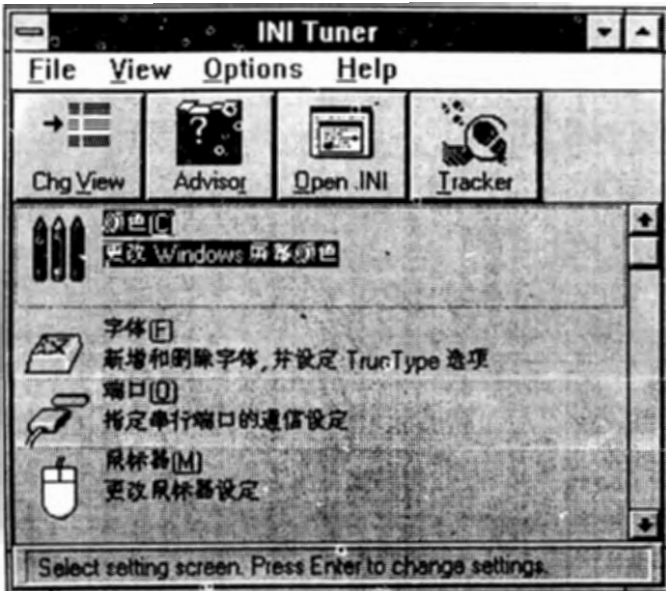 INI Tuner
File View Options Help
Chg View Advisor Open .INI Tracker
颜色[C]
更改 Windows 屏幕颜色
字体[F]
新增和删除字体,并设定 TrueType 选项
端口[O]
指定串行端口的通信设定
鼠标器[M]
更改鼠标器设定
Select setting screen. Press Enter to change settings.